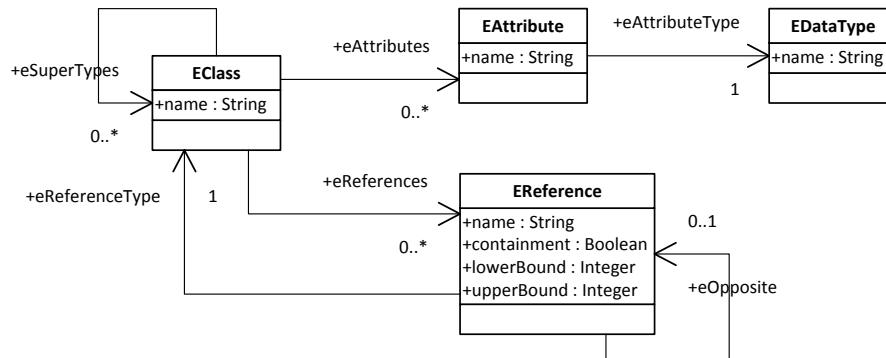 EAttribute
+name : String
+eAttributeType
1
EDataType
+name : String
+eAttributes
0..*
+eSuperTypes
0..*
EClass
+name : String
+eReferenceType
1
+eReferences
0..*
EReference
+name : String
+containment : Boolean
+lowerBound : Integer
+upperBound : Integer
0..1
+eOpposite